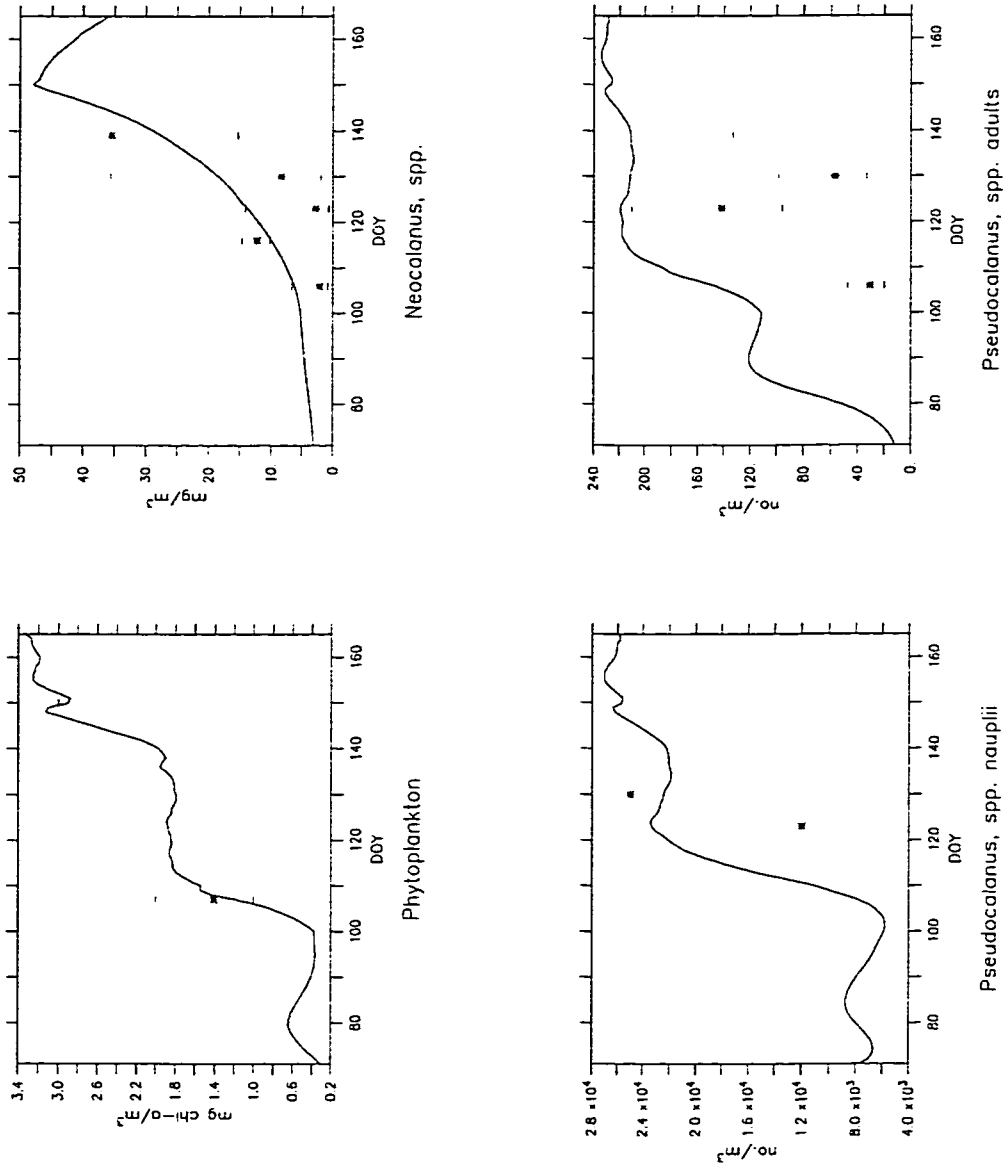 3.4
3.0
2.6
2.2
1.8
1.4
1.0
0.6
0.2
mg chl-a/m³
80
100
120
140
160
DOY
Phytoplankton
50
40
30
20
10
0
mg/m³
80
100
120
140
160
DOY
Neocalanus, spp.
2.8 x10⁴
2.4 x10⁴
2.0 x10⁴
1.6 x10⁴
1.2 x10⁴
8.0 x10³
4.0 x10³
no./m³
80
100
120
140
160
DOY
Pseudocalanus, spp. nauplii
240
200
160
120.
80
40
0.
no./m³
80
100
120
140
160
DOY
Pseudocalanus, spp. adults